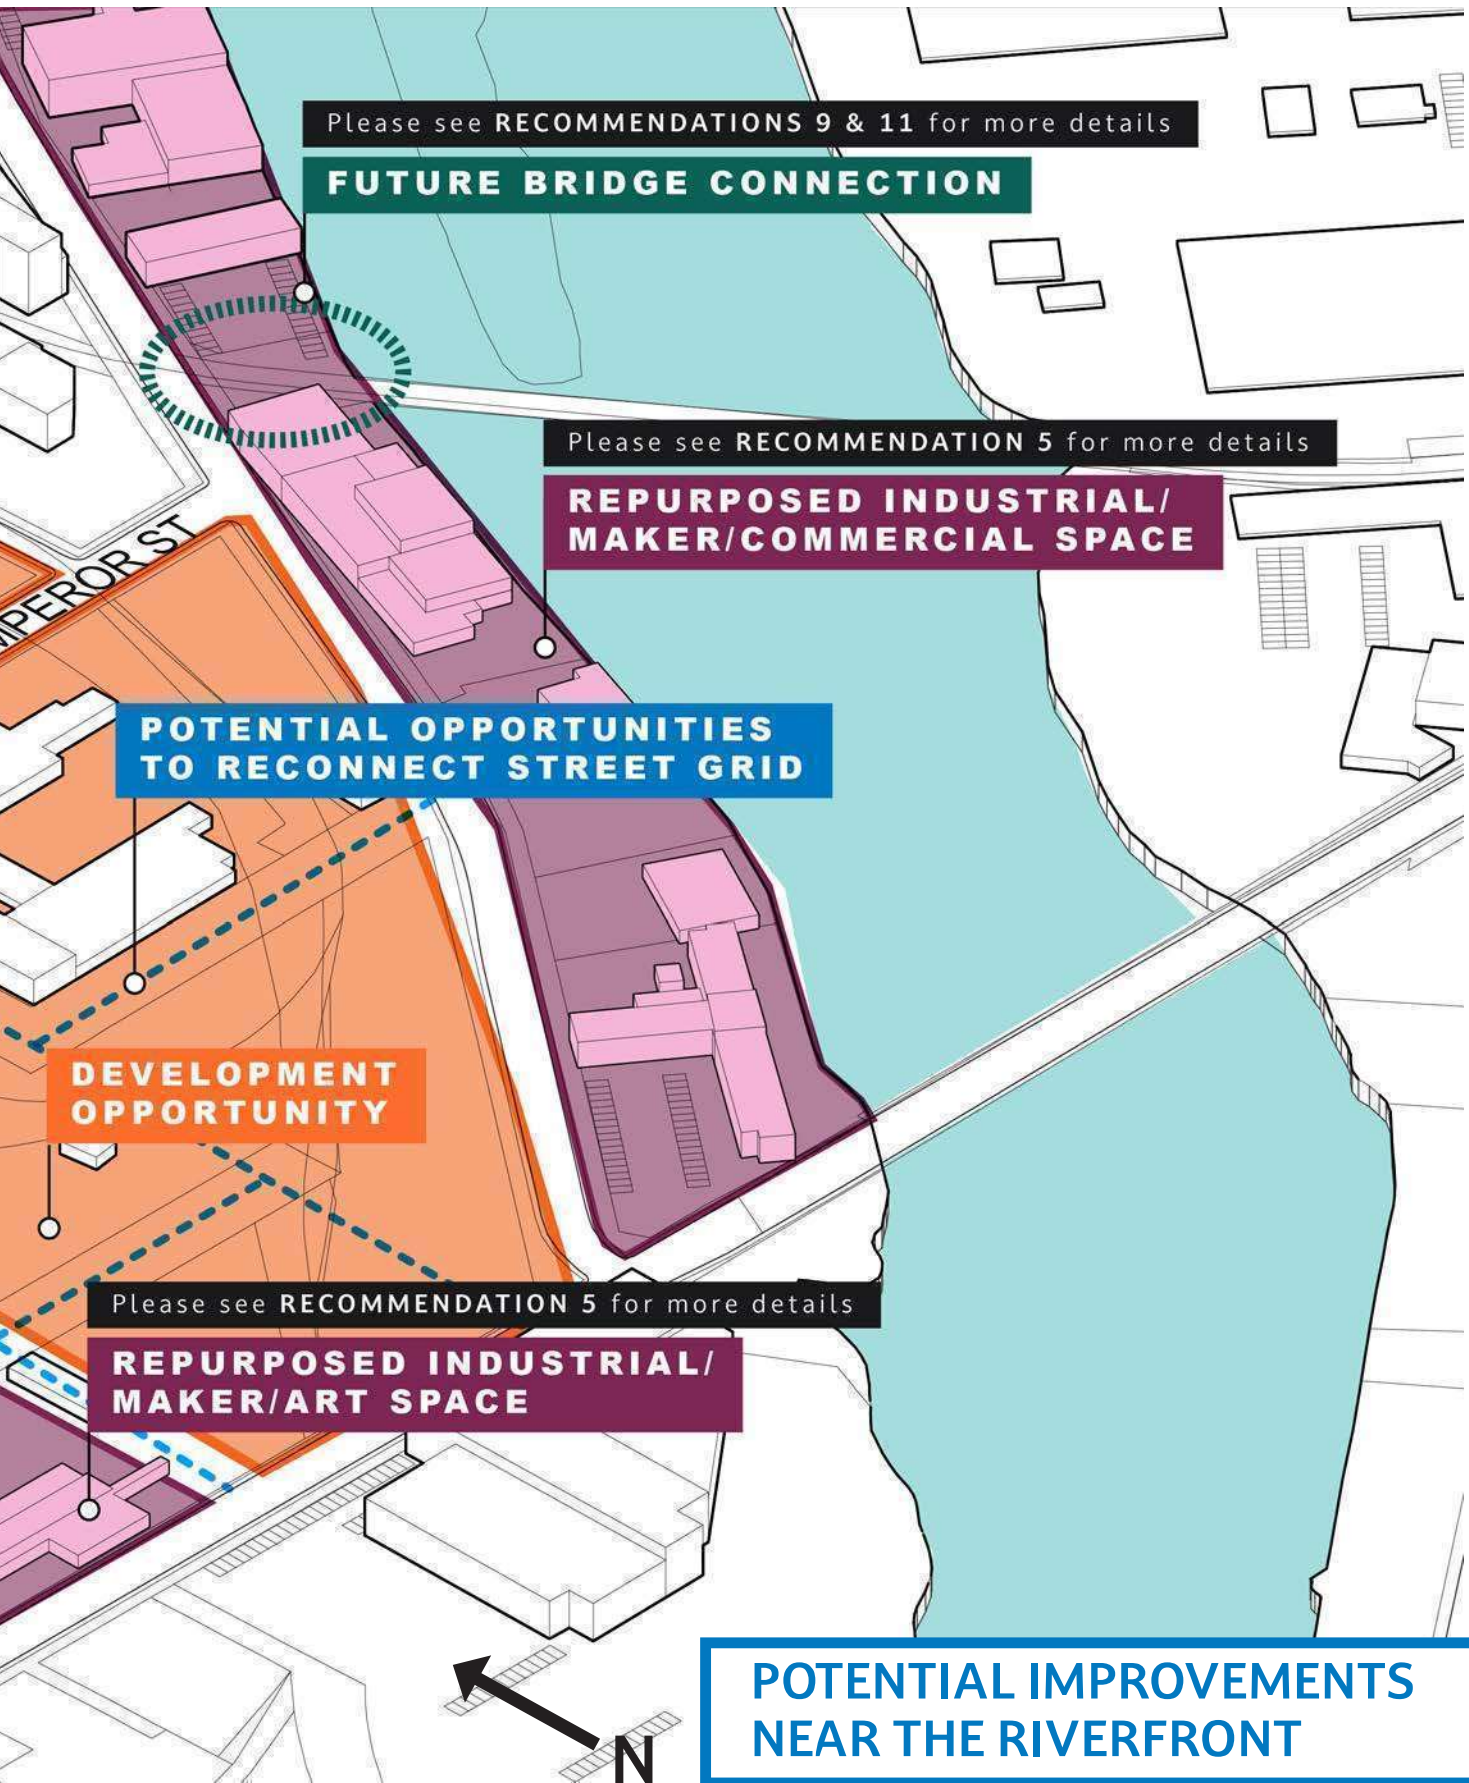 Please see RECOMMENDATIONS 9 & 11 for more details
FUTURE BRIDGE CONNECTION
Please see RECOMMENDATION 5 for more details
REPURPOSED INDUSTRIAL/
MAKER/COMMERCIAL SPACE
MPEROR ST
POTENTIAL OPPORTUNITIES
TO RECONNECT STREET GRID
DEVELOPMENT
OPPORTUNITY
Please see RECOMMENDATION 5 for more details
REPURPOSED INDUSTRIAL/
MAKER/ART SPACE
N
POTENTIAL IMPROVEMENTS
NEAR THE RIVERFRONT